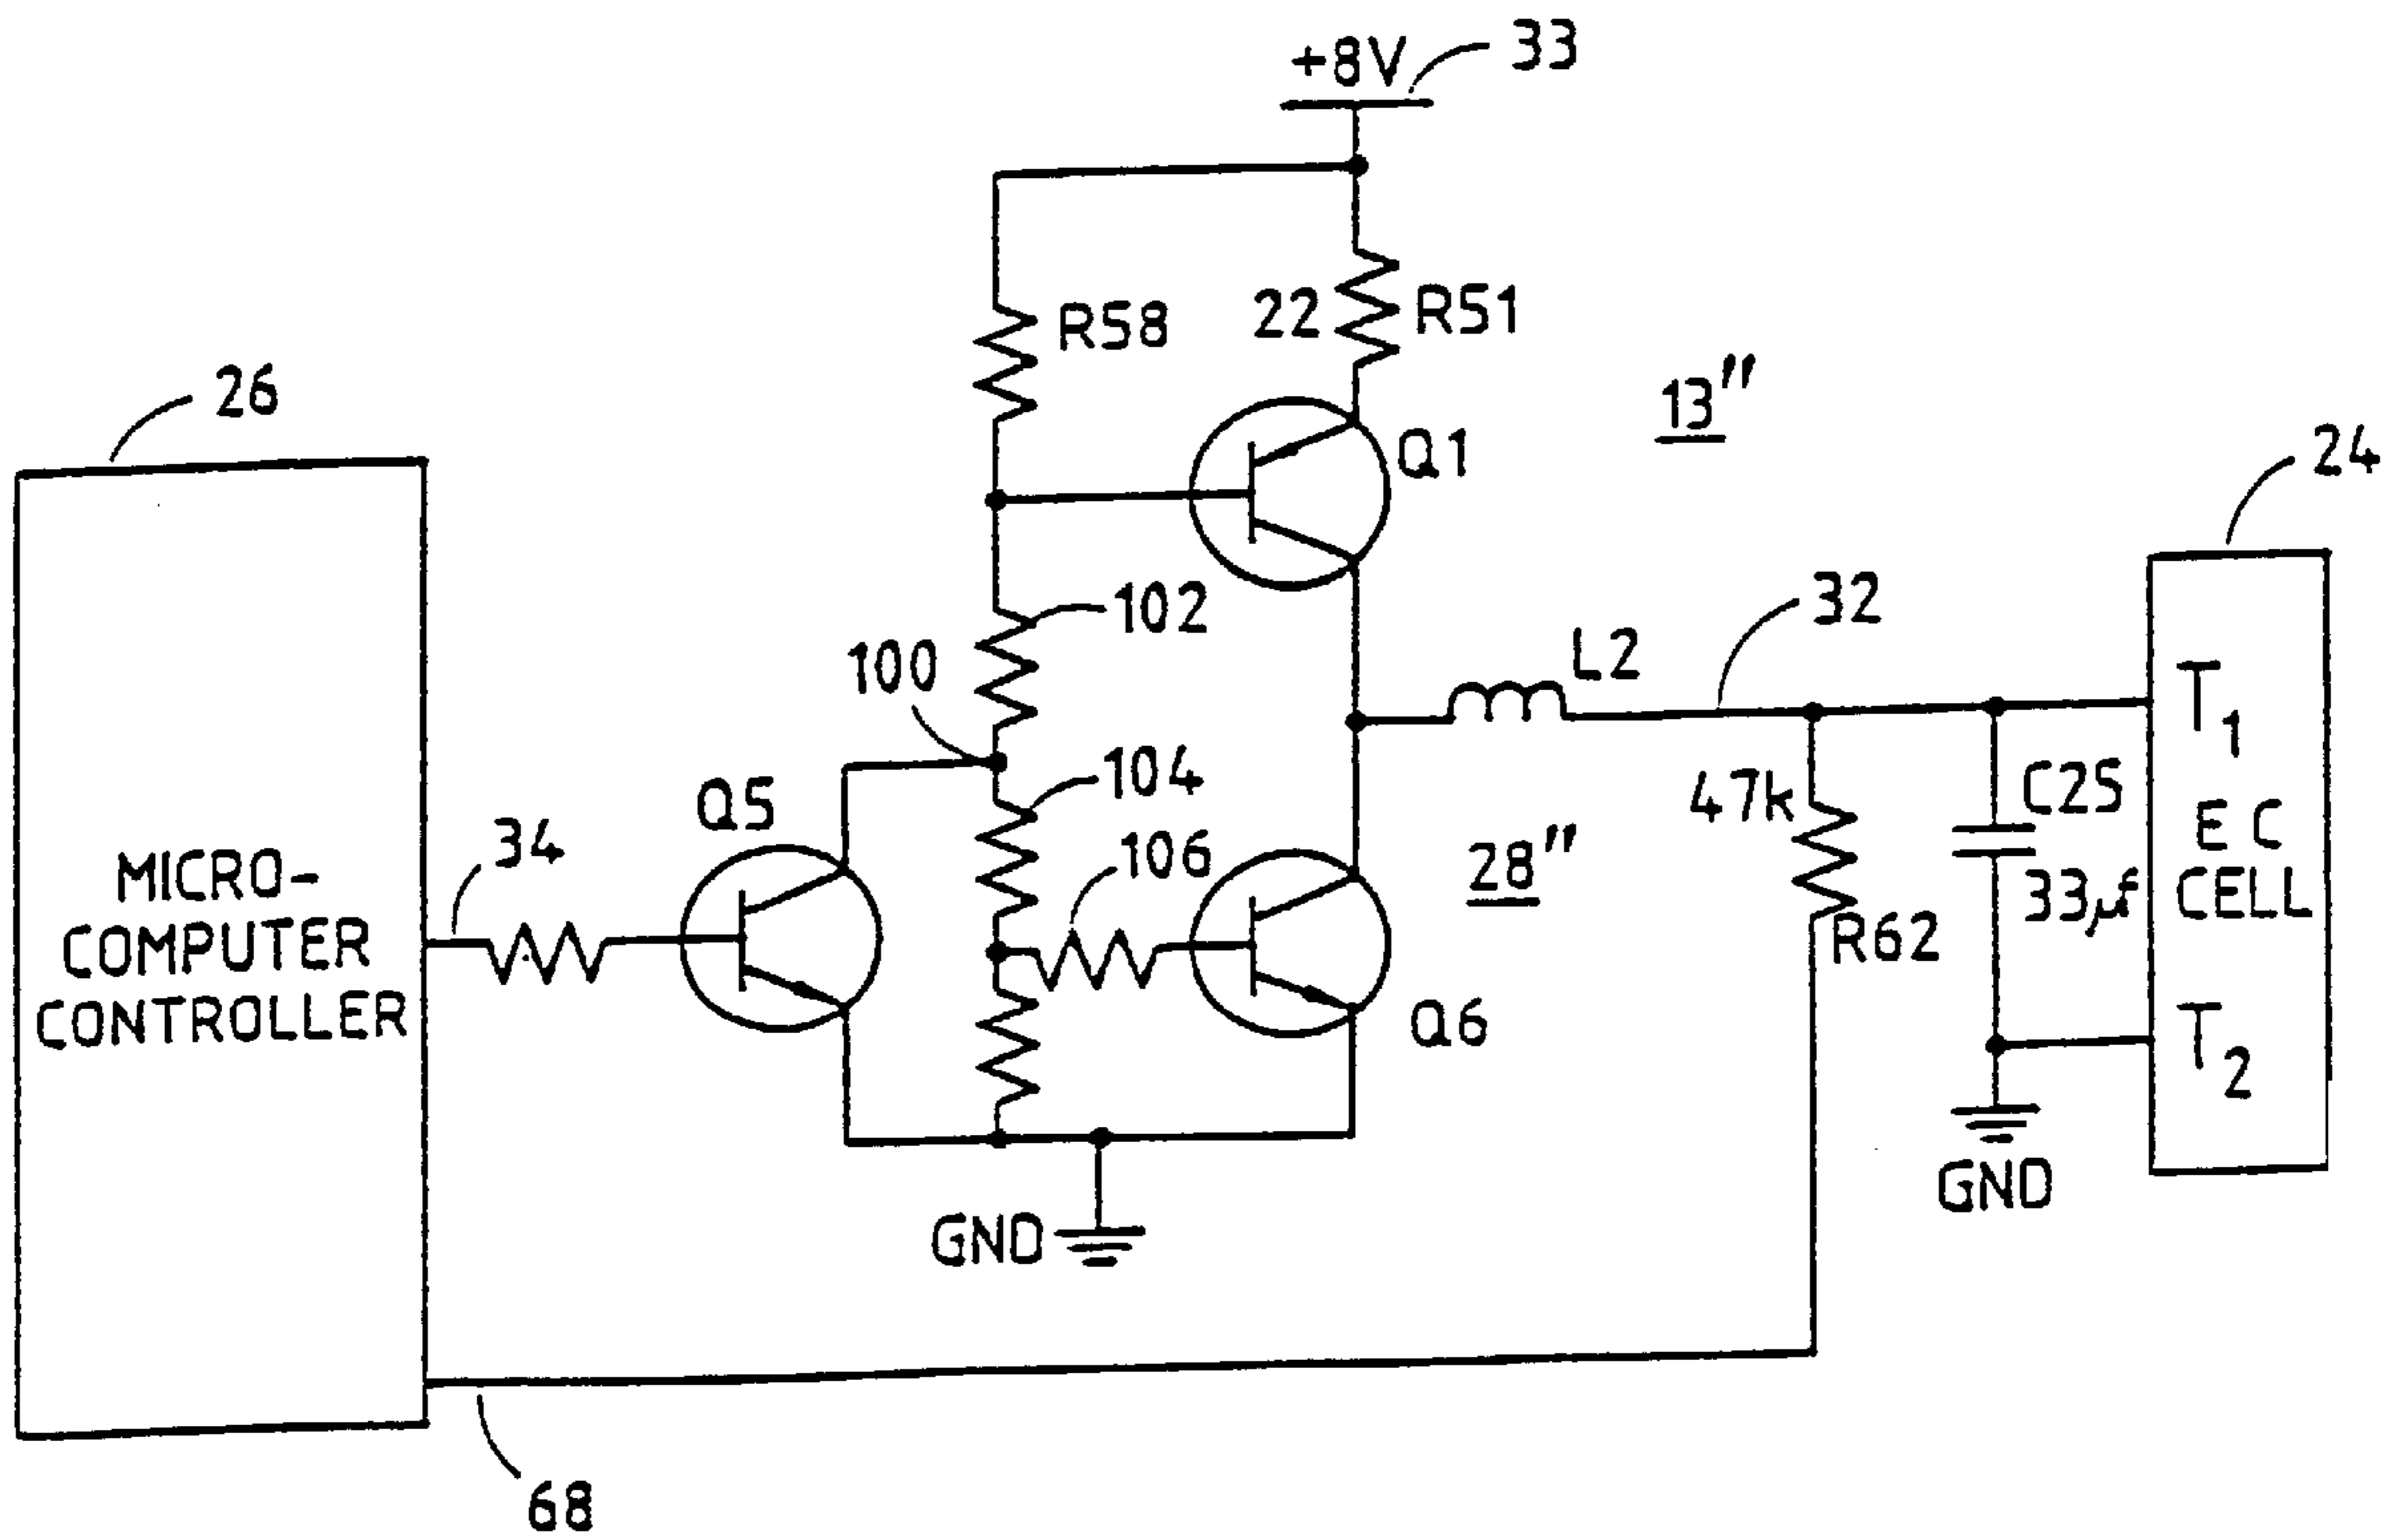 +8V
33
R58
22
R51
26
13"
Q1
24
102
32
100
L2
T1
104
Q5
47k
C25
34
106
28"
E C
CELL
33μf
MICRO-
COMPUTER
CONTROLLER
R62
Q6
T2
GND
GND
68